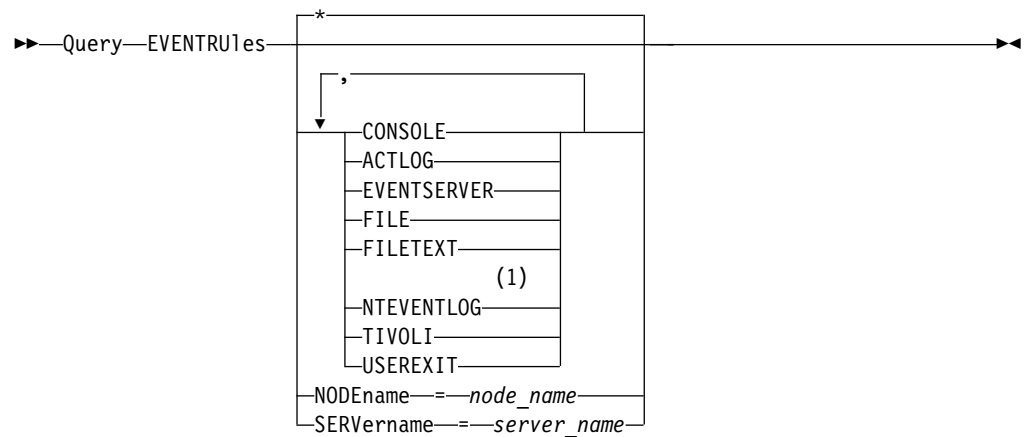 *
Query EVENTRUles
,
CONSOLE
ACTLOG
EVENTSERVER
FILE
FILETEXT
(1)
NTEVENTLOG
TIVOLI
USEREXIT
NODEname = node_name
SERVername = server_name